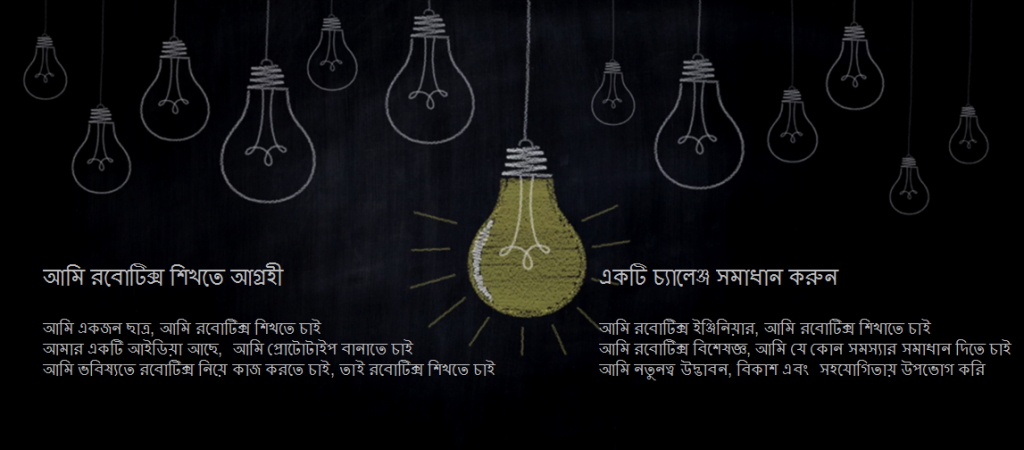 আমি রবোটিক্স শিখতে আগ্রহী
আমি একজন ছাত্র, আমি রবোটিক্স শিখতে চাই
আমার একটি আইডিয়া আছে,  আমি প্রোটোটাইপ বানাতে চাই
আমি ভবিষ্যতে রবোটিক্স নিয়ে কাজ করতে চাই, তাই রবোটিক্স শিখতে চাই
একটি চ্যালেঞ্জ সমাধান করুন
আমি রবোটিক্স ইঞ্জিনিয়ার, আমি রবোটিক্স শিখাতে চাই
আমি রবোটিক্স বিশেষজ্ঞ, আমি যে কোন সমস্যার সমাধান দিতে চাই
আমি নতুনত্ব উদ্ভাবন, বিকাশ এবং  সহযোগিতায় উপভোগ করি